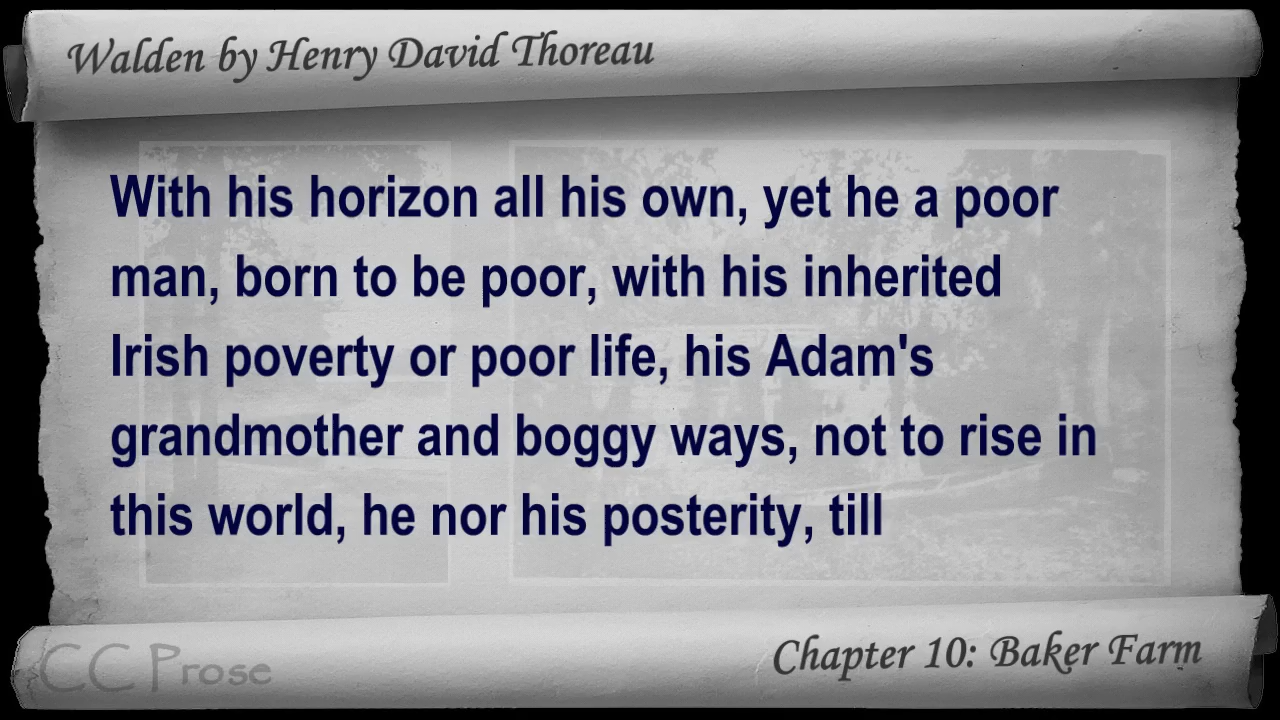 Walden by Henry David Thoreau
With his horizon all his own, yet he a poor
man, born to be poor, with his inherited
Irish poverty or poor life, his Adam's
grandmother and boggy ways, not to rise in
this world, he nor his posterity, till
CC Prose
Chapter 10: Baker Farm